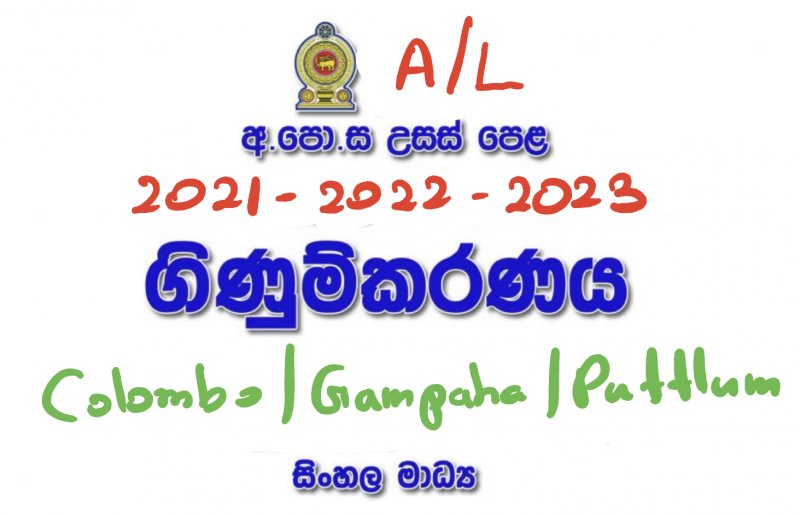 A/L
අ.පො.ස උසස් පෙළ
2021 - 2022 - 2023
ගිණුම්කරණය
Colombo / Gampaha / Puttlum
සිංහල මාධ්‍ය